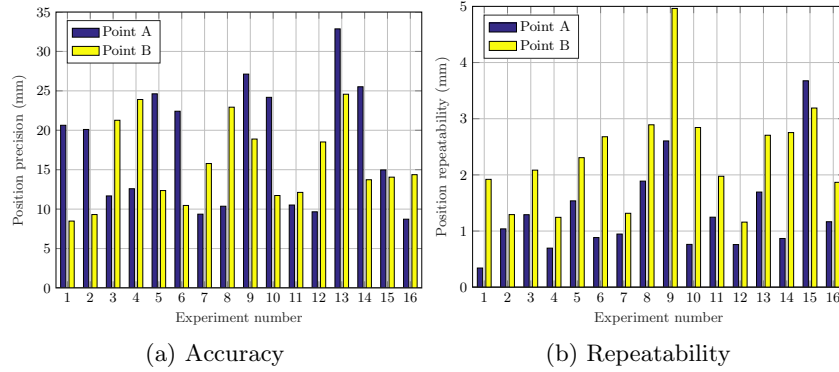 35
30
25
20
15
10
5
0
Position precision (mm)
Point A
Point B
1 2 3 4 5 6 7 8 9 10 11 12 13 14 15 16
Experiment number
(a) Accuracy
5
4
3
2
1
0
Position repeatability (mm)
Point A
Point B
1 2 3 4 5 6 7 8 9 10 11 12 13 14 15 16
Experiment number
(b) Repeatability